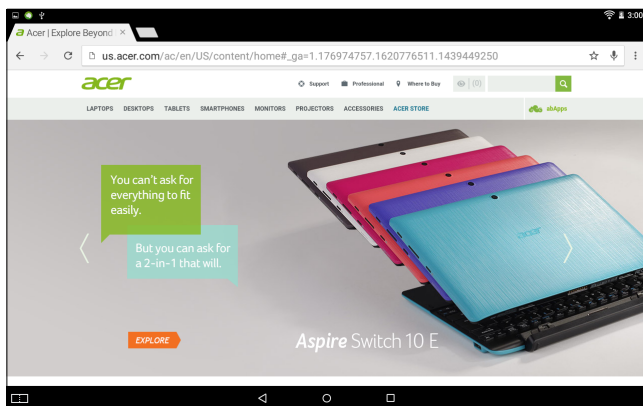 3:00
Acer | Explore Beyond
us.acer.com/ac/en/US/content/home#_ga=1.176974757.1620776511.1439449250
acer
Support
Professional
Where to Buy
(0)
LAPTOPS DESKTOPS TABLETS SMARTPHONES MONITORS PROJECTORS ACCESSORIES ACER STORE
abApps
You can't ask for
everything to fit
easily.
But you can ask for
a 2-in-1 that will.
acer
EXPLORE
Aspire Switch 10 E